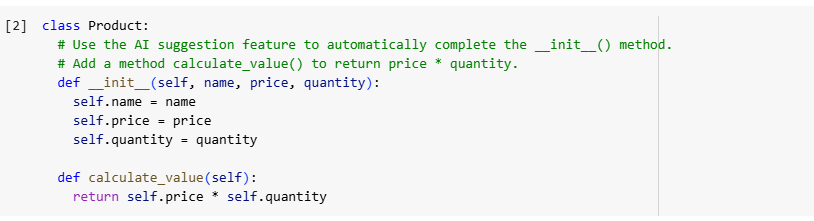 [2] class Product:
# Use the AI suggestion feature to automatically complete the __init__() method.
# Add a method calculate_value() to return price * quantity.
def __init__(self, name, price, quantity):
self.name = name
self.price = price
self.quantity = quantity
def calculate_value(self):
return self.price * self.quantity